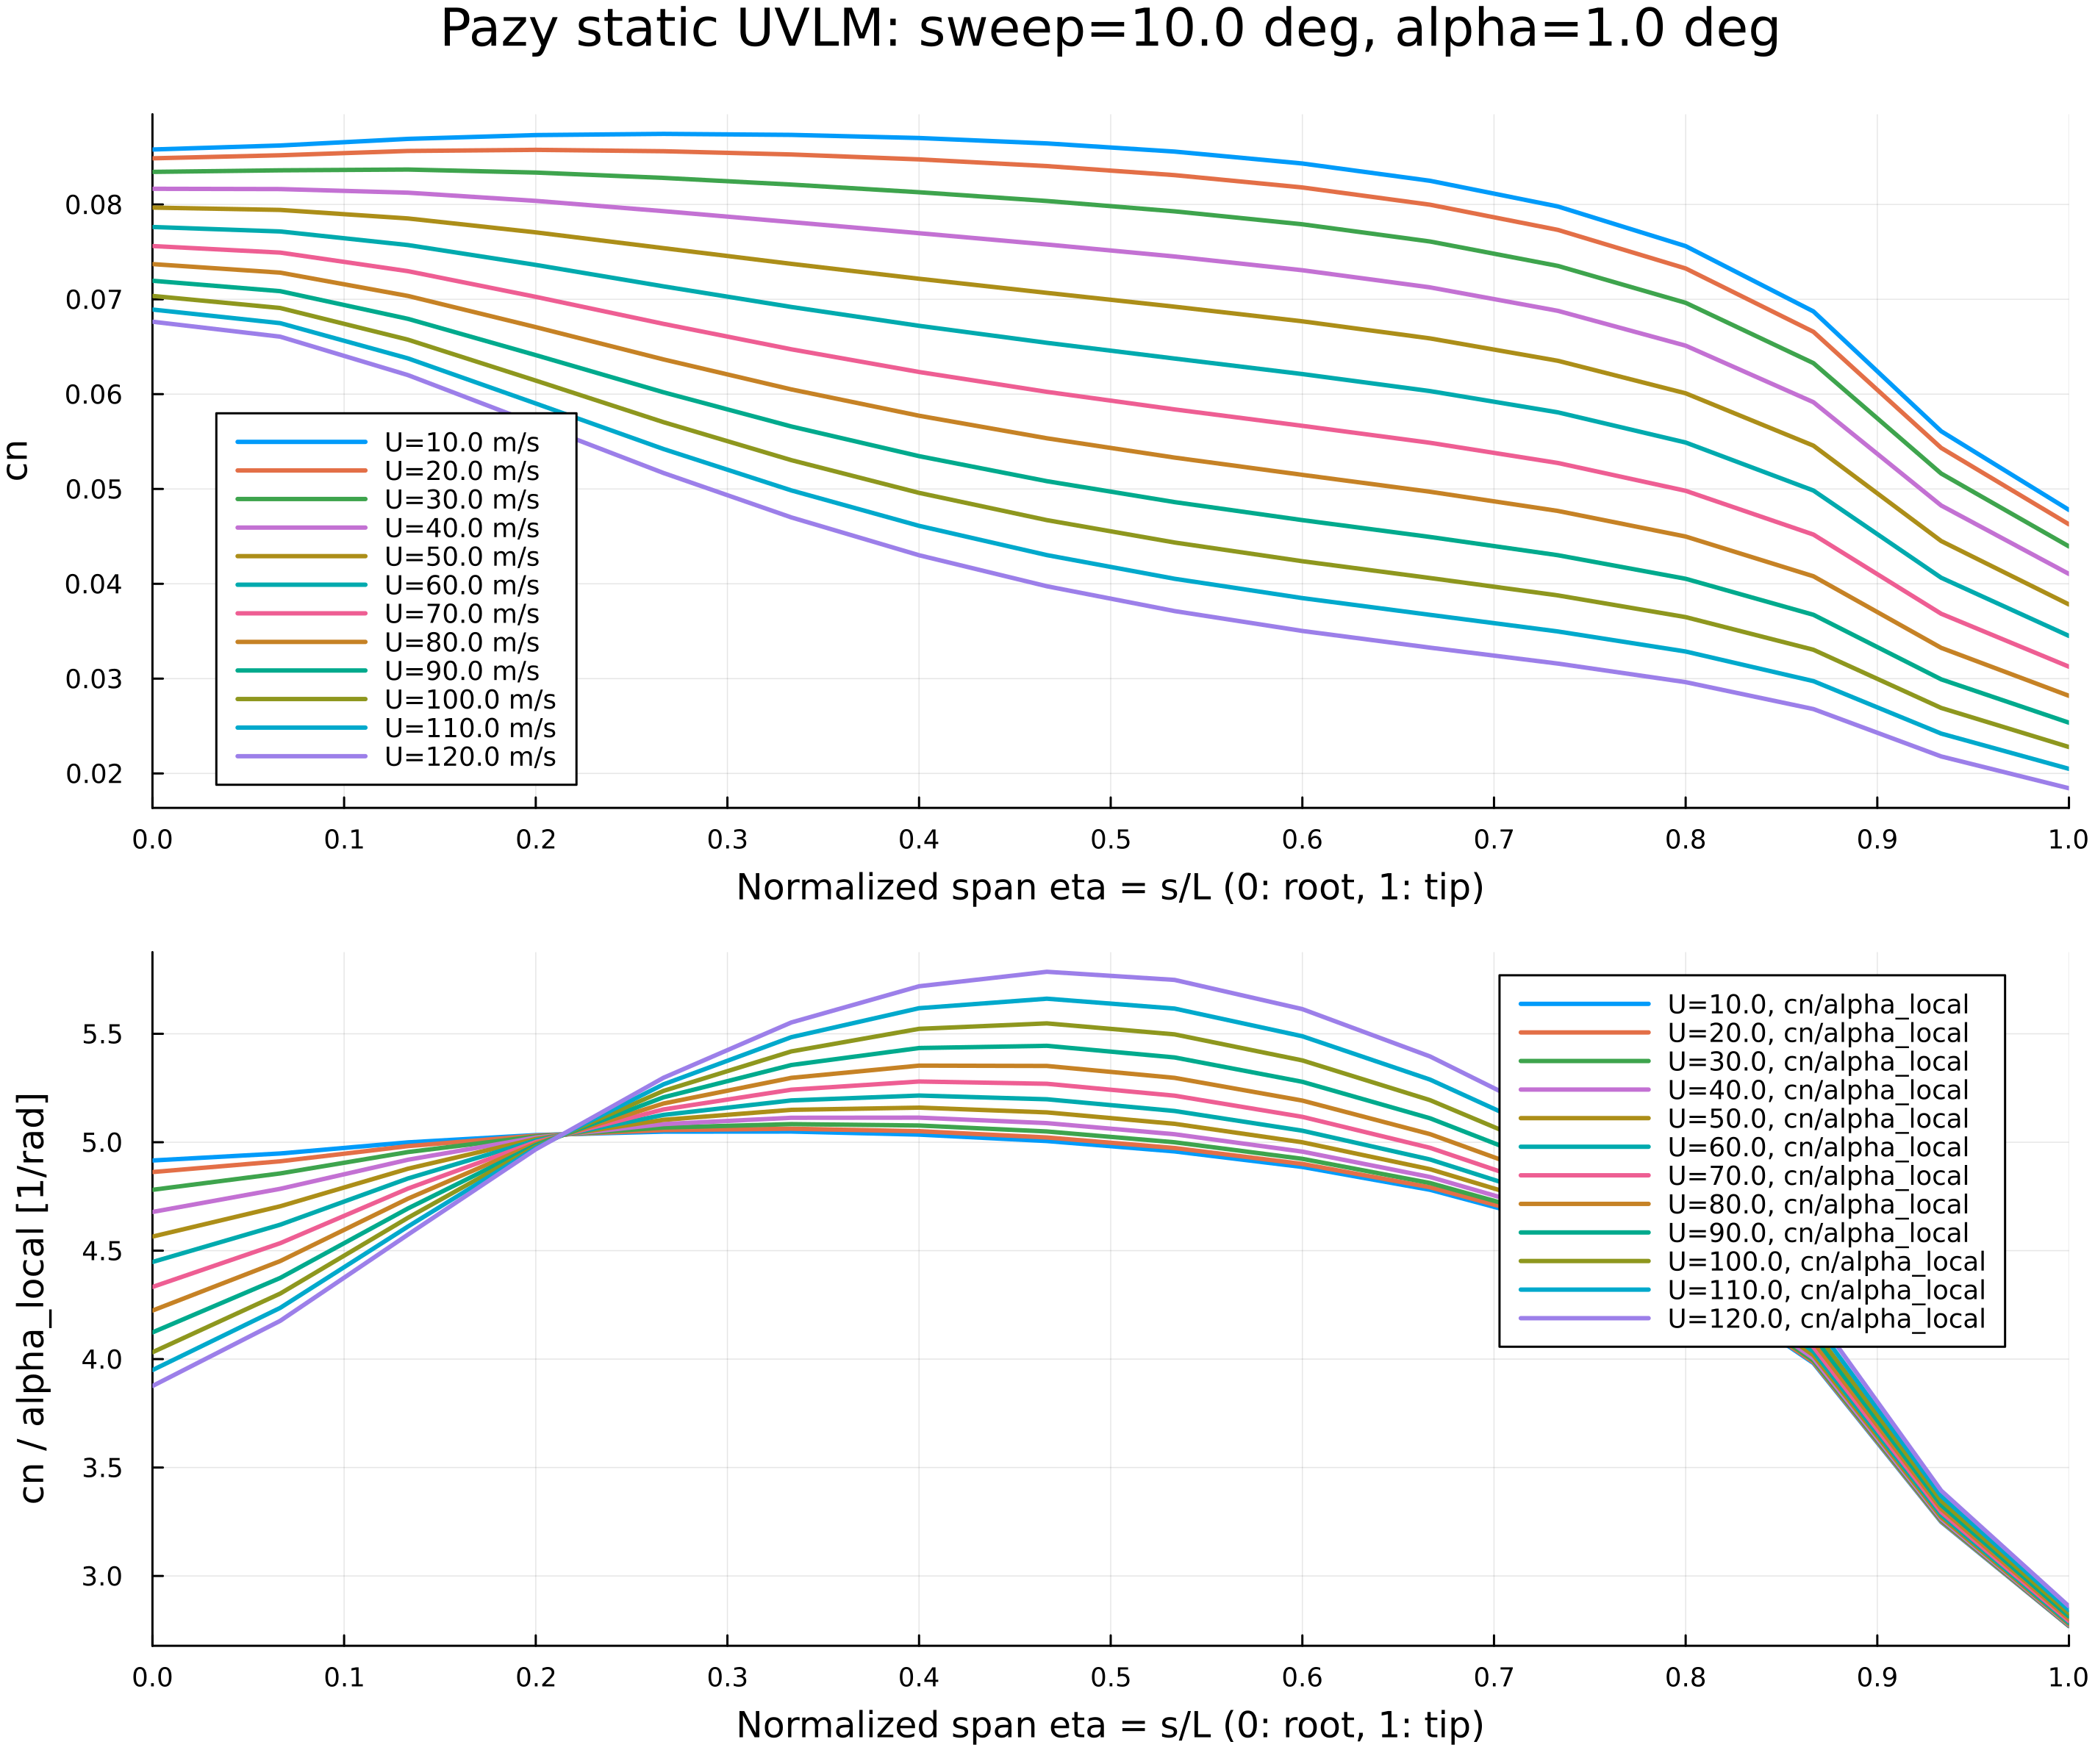 Pazy static UVLM: sweep=10.0 deg, alpha=1.0 deg
cn
0.08
0.07
0.06
0.05
0.04
0.03
0.02
U=10.0 m/s
U=20.0 m/s
U=30.0 m/s
U=40.0 m/s
U=50.0 m/s
U=60.0 m/s
U=70.0 m/s
U=80.0 m/s
U=90.0 m/s
U=100.0 m/s
U=110.0 m/s
U=120.0 m/s
0.0 0.1 0.2 0.3 0.4 0.5 0.6 0.7 0.8 0.9 1.0
Normalized span eta = s/L (0: root, 1: tip)
cn / alpha_local [1/rad]
5.5
5.0
4.5
4.0
3.5
3.0
U=10.0, cn/alpha_local
U=20.0, cn/alpha_local
U=30.0, cn/alpha_local
U=40.0, cn/alpha_local
U=50.0, cn/alpha_local
U=60.0, cn/alpha_local
U=70.0, cn/alpha_local
U=80.0, cn/alpha_local
U=90.0, cn/alpha_local
U=100.0, cn/alpha_local
U=110.0, cn/alpha_local
U=120.0, cn/alpha_local
0.0 0.1 0.2 0.3 0.4 0.5 0.6 0.7 0.8 0.9 1.0
Normalized span eta = s/L (0: root, 1: tip)